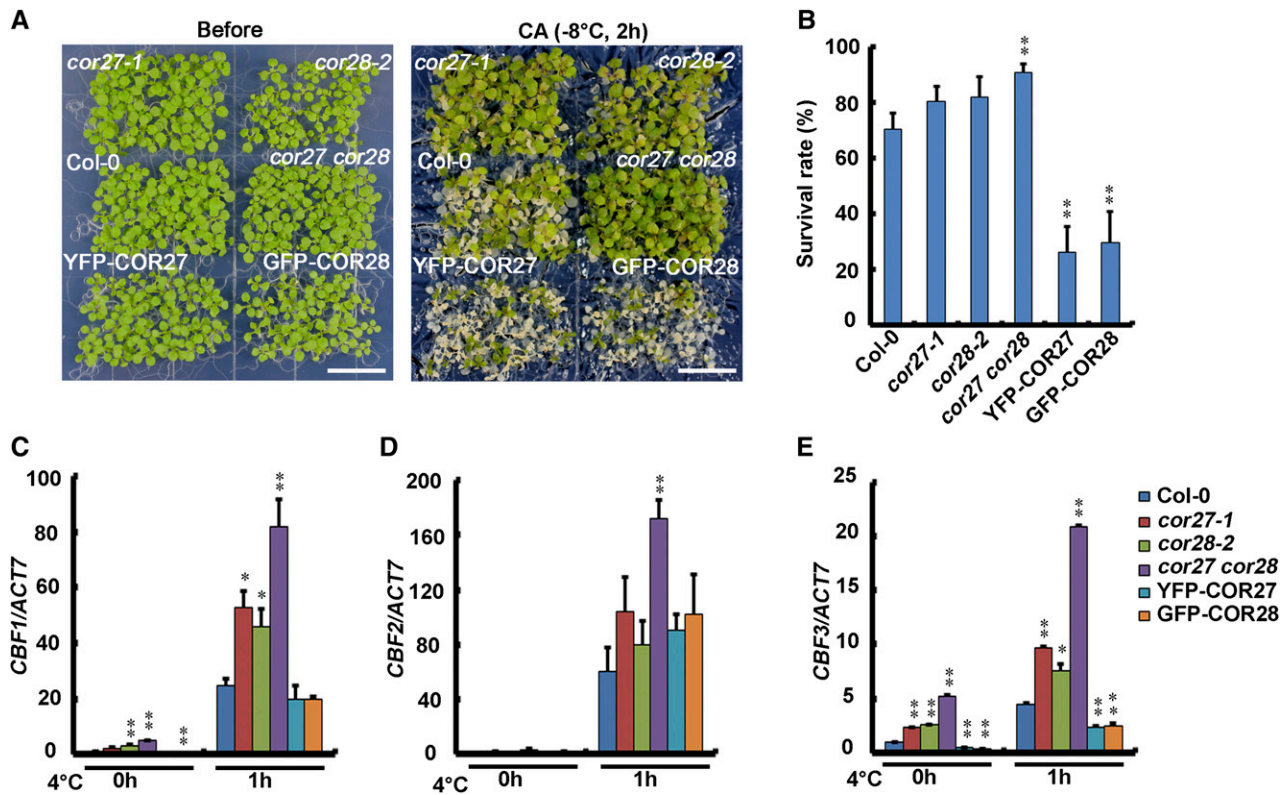 A
Before
CA (-8°C, 2h)
cor27-1
cor28-2
cor27-1
cor28-2
Col-0
cor27 cor28
Col-0
cor27 cor28
YFP-COR27
GFP-COR28
YFP-COR27
GFP-COR28
B
Survival rate (%)
100
80
60
40
20
0
**
**
**
Col-0
cor27-1
cor28-2
cor27 cor28
YFP-COR27
GFP-COR28
C
CBF1/ACT7
100
80
60
40
20
0
**
**
**
*
*
**
4°C
0h
1h
D
CBF2/ACT7
200
160
120
80
40
0
**
4°C
0h
1h
E
CBF3/ACT7
25
20
15
10
5
0
**
**
**
**
**
**
*
**
**
**
4°C
0h
1h
Col-0
cor27-1
cor28-2
cor27 cor28
YFP-COR27
GFP-COR28